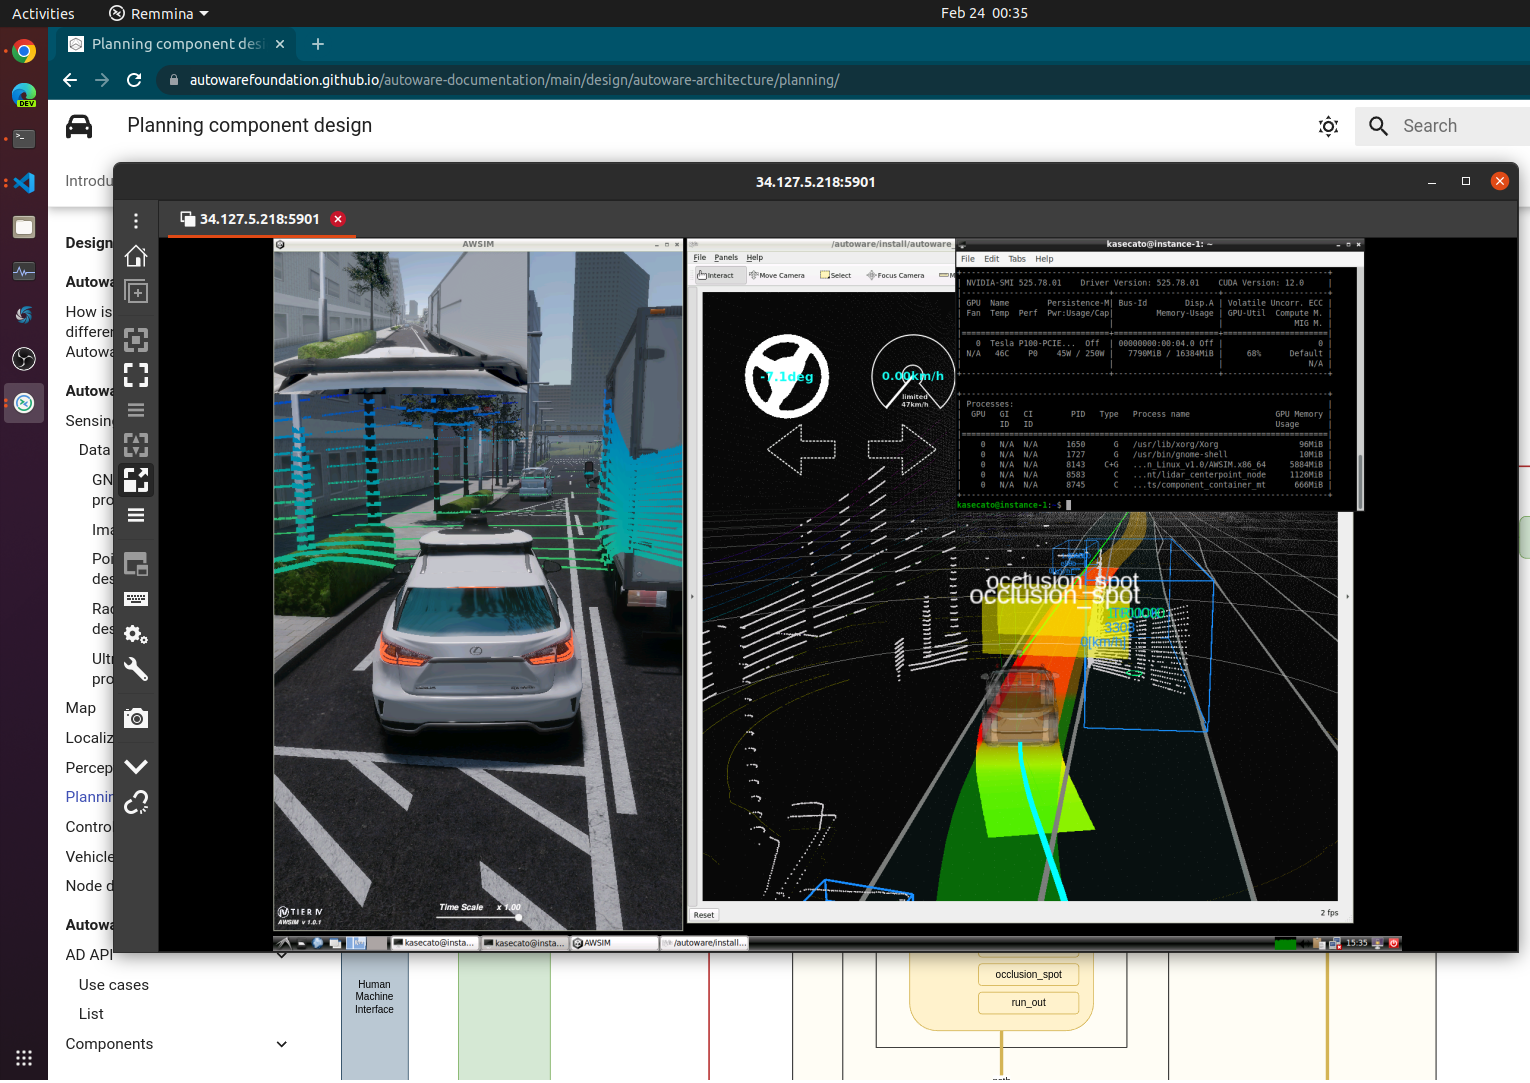 Activities
Remmina
Feb 24 00:35
Planning component desi
autowarefoundation.github.io/autoware-documentation/main/design/autoware-architecture/planning/
Planning component design
Search
Introdu
34.127.5.218:5901
34.127.5.218:5901
Design
Autowa
How is
differen
Autowa
Autowa
Sensing
Data
GN
pro
Ima
Poi
des
Rad
des
Ultr
pro
Map
Localiz
Percep
Plannin
Control
Vehicle
Node d
Autowa
AD API
Use cases
List
Components
AWSIM
Time Scale x 1.00
TIER IV
AWSIM v 1.0.1
/autoware/install/autoware_
File Panels Help
Interact Move Camera Select Focus Camera M
-7.1deg
0.00km/h
limited
47km/h
occlusion_spot
occlusion_spot
Reset
2 fps
kasecato@instance-1: ~
File Edit Tabs Help
NVIDIA-SMI 525.78.01 Driver Version: 525.78.01 CUDA Version: 12.0
GPU Name Persistence-M| Bus-Id Disp.A | Volatile Uncorr. ECC |
Fan Temp Perf Pwr:Usage/Cap| Memory-Usage | GPU-Util Compute M. |
MIG M. |
0 Tesla P100-PCIE... Off | 00000000:00:04.0 Off | 0 |
N/A 46C P0 45W / 250W | 7790MiB / 16384MiB | 68% Default |
N/A |
Processes:
GPU GI CI PID Type Process name GPU Memory
ID ID Usage
0 N/A N/A 1650 G /usr/lib/xorg/Xorg 96MiB
0 N/A N/A 1727 G /usr/bin/gnome-shell 10MiB
0 N/A N/A 8143 C+G ...n_Linux_v1.0/AWSIM.x86_64 5884MiB
0 N/A N/A 8583 C ...nt/lidar_centerpoint_node 1126MiB
0 N/A N/A 8745 C ...ts/component_container_mt 666MiB
kasecato@instance-1: $
kasecato@insta...
kasecato@insta...
AWSIM
/autoware/install...
15:35
Human
Machine
Interface
occlusion_spot
run_out